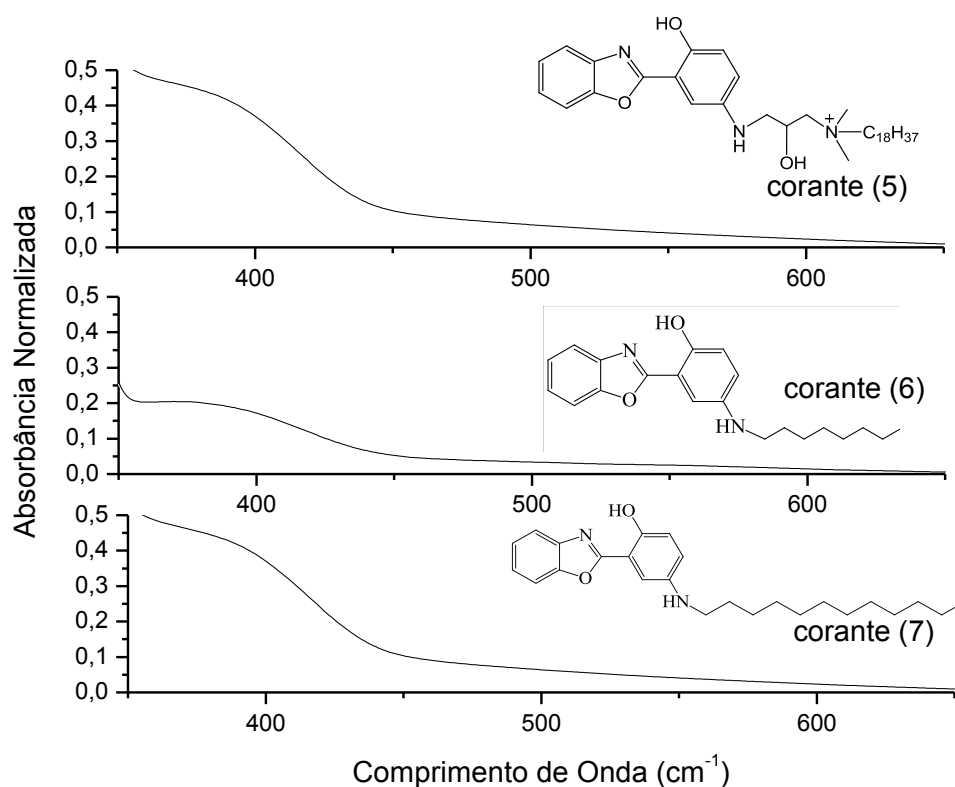 Absorbância Normalizada
0,5
0,4
0,3
0,2
0,1
0,0
400
500
600
HO
N
O
N
H
OH
N
+
C18H37
corante (5)
0,5
0,4
0,3
0,2
0,1
0,0
400
500
600
HO
N
O
HN
corante (6)
0,5
0,4
0,3
0,2
0,1
0,0
400
500
600
HO
N
O
HN
corante (7)
Comprimento de Onda (cm⁻¹)